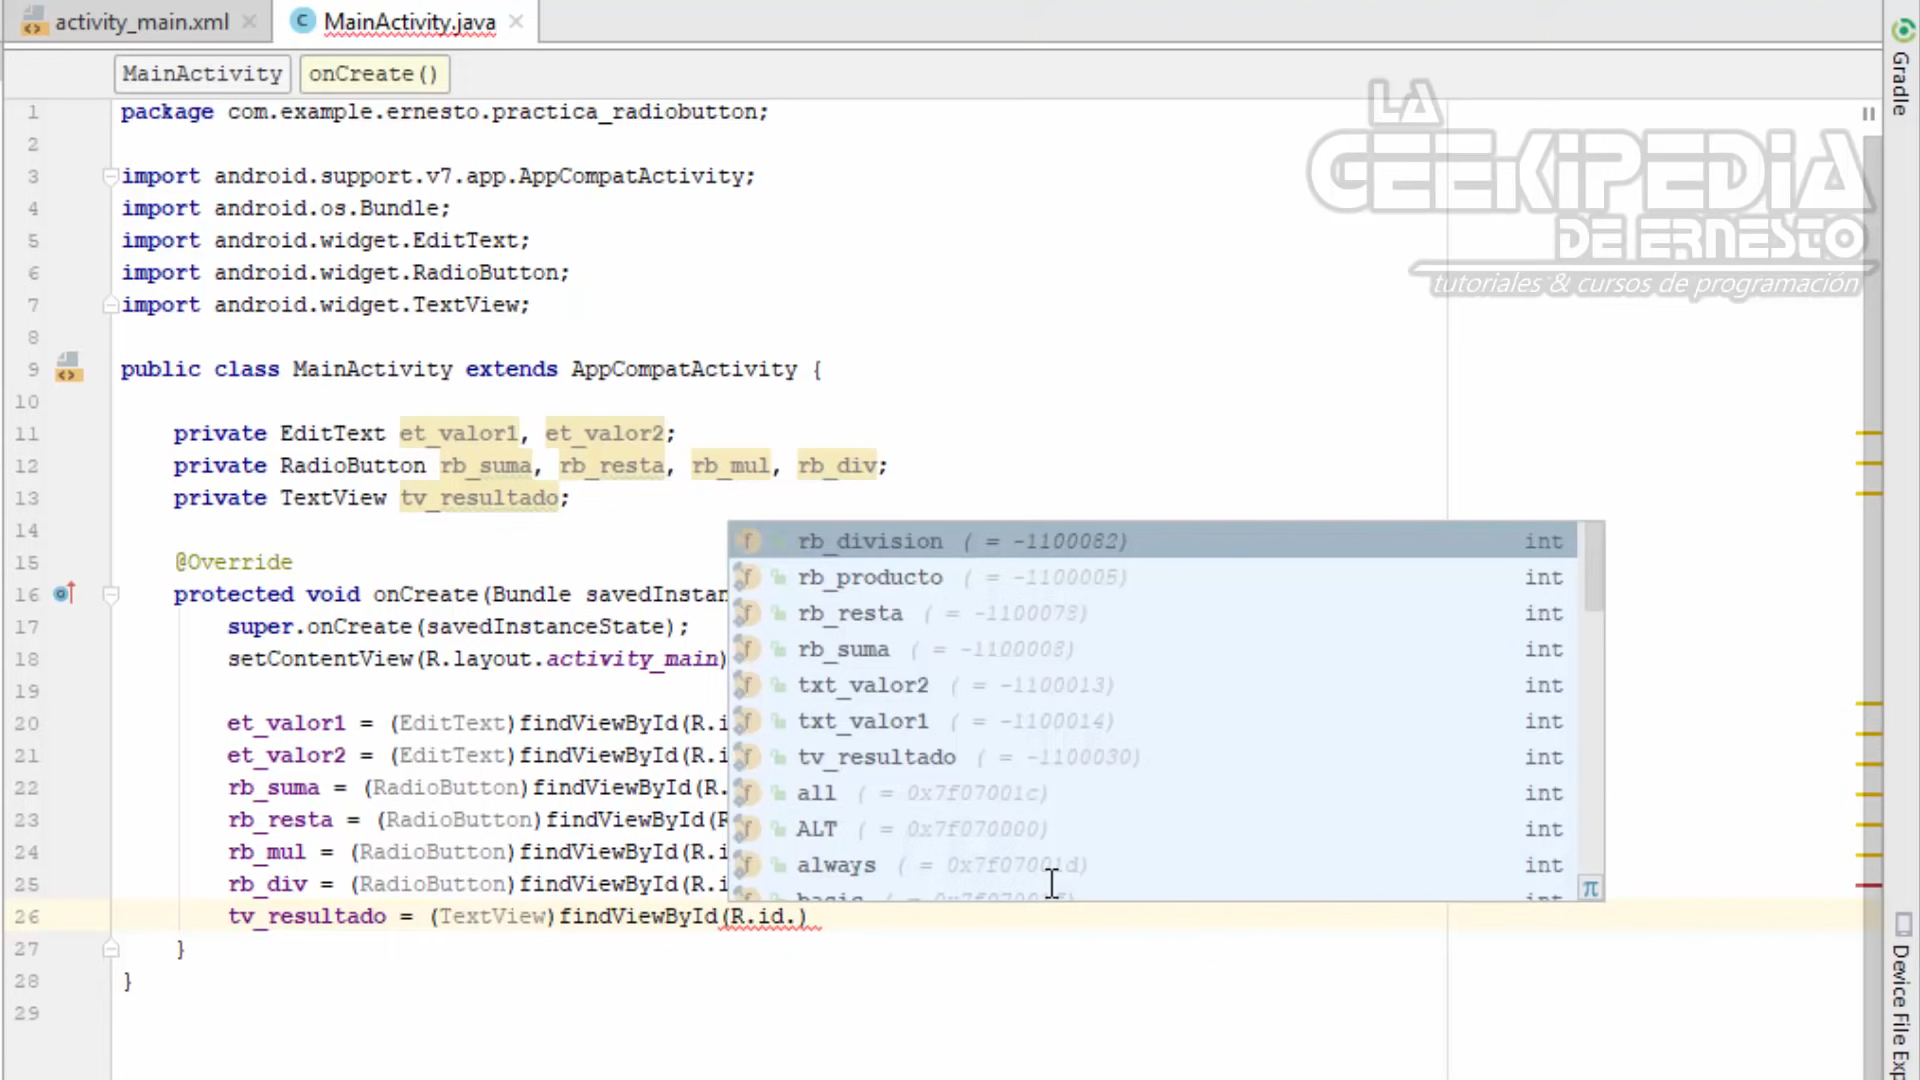 activity_main.xml
MainActivity.java
MainActivity
onCreate()
LA
GEEKIPEDIA
DE ERNESTO
tutoriales & cursos de programación
Gradle
1 package com.example.ernesto.practica_radiobutton;
2
3 import android.support.v7.app.AppCompatActivity;
4 import android.os.Bundle;
5 import android.widget.EditText;
6 import android.widget.RadioButton;
7 import android.widget.TextView;
8
9 public class MainActivity extends AppCompatActivity {
10
11 private EditText et_valor1, et_valor2;
12 private RadioButton rb_suma, rb_resta, rb_mul, rb_div;
13 private TextView tv_resultado;
14
15 @Override
16 protected void onCreate(Bundle savedInstan
17 super.onCreate(savedInstanceState);
18 setContentView(R.layout.activity_main)
19
20 et_valor1 = (EditText)findViewById(R.i
21 et_valor2 = (EditText)findViewById(R.i
22 rb_suma = (RadioButton)findViewById(R.
23 rb_resta = (RadioButton)findViewById(R
24 rb_mul = (RadioButton)findViewById(R.i
25 rb_div = (RadioButton)findViewById(R.i
26 tv_resultado = (TextView)findViewById(R.id.)
27 }
28 }
29
rb_division ( = -1100082) int
rb_producto ( = -1100005) int
rb_resta ( = -1100073) int
rb_suma ( = -1100003) int
txt_valor2 ( = -1100013) int
txt_valor1 ( = -1100014) int
tv_resultado ( = -1100030) int
all ( = 0x7f07001c) int
ALT ( = 0x7f070000) int
always ( = 0x7f07001d) int
π
Device File Exp